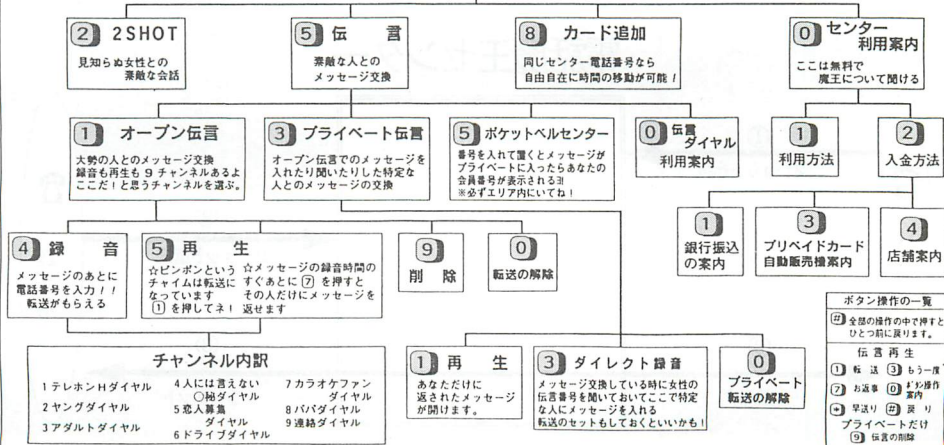 2 2SHOT
見知らぬ女性との
素敵な会話
5 伝 言
素敵な人との
メッセージ交換
8 カード追加
同じセンター電話番号なら
自由自在に時間の移動が可能!
0 センター
利用案内
ここは無料で
魔王について聞ける
1 オープン伝言
大勢の人とのメッセージ交換
録音も再生も9チャンネルあるよ
ここだ!と思うチャンネルを選ぶ。
3 プライベート伝言
オープン伝言でのメッセージを
入れたり聞いたりした特定な
人とのメッセージの交換
5 ポケットベルセンター
番号を入れて置くとメッセージが
プライベートに入ったらあなたの
会員番号が表示されるヨ!
※必ずエリア内にいてね!
0 伝言
ダイヤル
利用案内
1
利用方法
2
入金方法
1
銀行振込
の案内
3
プリペイドカード
自動販売機案内
4
店舗案内
4 録 音
メッセージのあとに
電話番号を入力!!
転送がもらえる
5 再 生
☆ピンポンという
チャイムは転送に
なっています
1 を押してネ!
☆メッセージの録音時間の
すぐあとに 7 を押すと
その人だけにメッセージを
返せます
9
削 除
0
転送の解除
チャンネル内訳
1テレホンHダイヤル
2ヤングダイヤル
3アダルトダイヤル
4人には言えない
○秘ダイヤル
5恋人募集
ダイヤル
6ドライブダイヤル
7カラオケファン
ダイヤル
8パパダイヤル
9連絡ダイヤル
1 再 生
あなただけに
返されたメッセージ
が開けます。
3 ダイレクト録音
メッセージ交換している時に女性の
伝言番号を聞いておいてここで特定
な人にメッセージを入れる
転送のセットもしておくといいかも!
0
プライベート
転送の解除
ボタン操作の一覧
# 全部の操作の中で押すと
ひとつ前に戻ります。
伝言再生
1 転送 3 もう一度
7 お返事 0 ボタン操作
案内
* 早送り # 戻り
プライベートだけ
9 伝言の削除